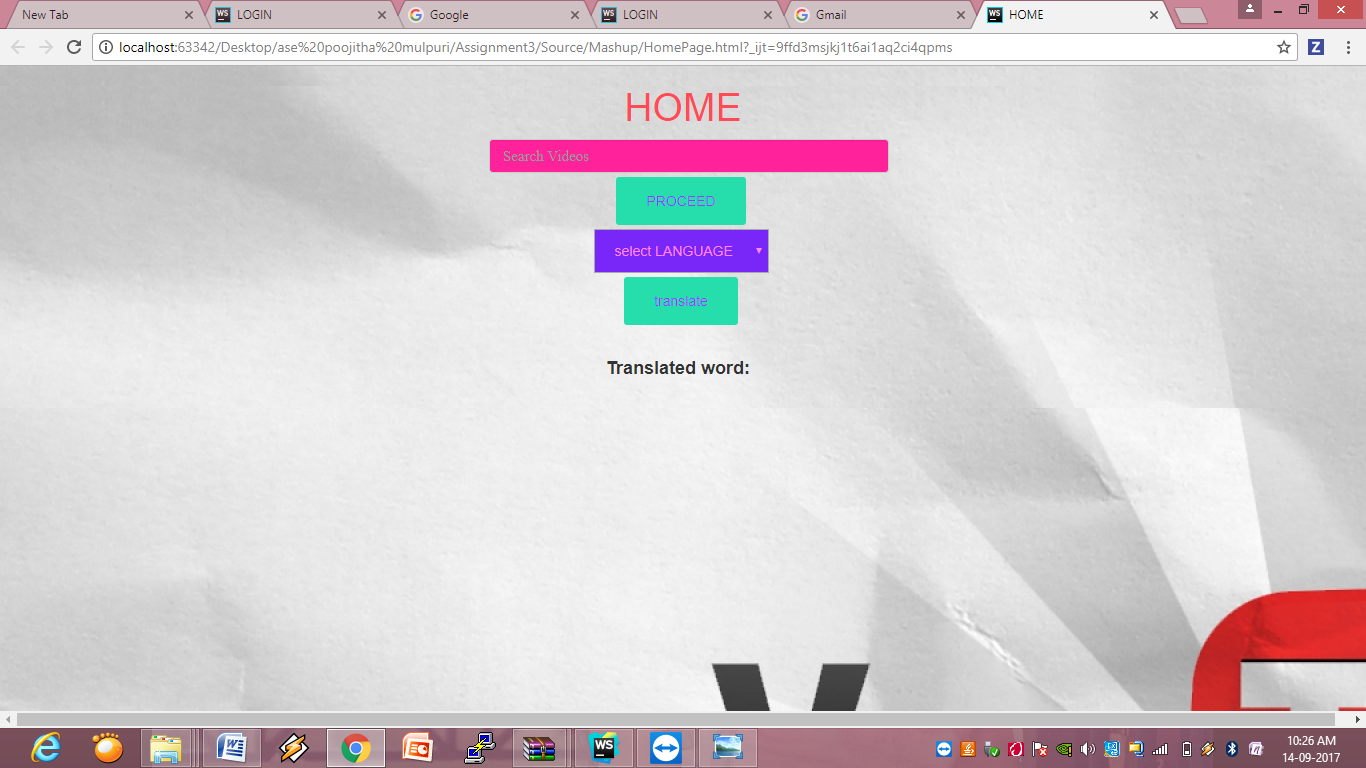 New Tab
LOGIN
Google
LOGIN
Gmail
HOME
localhost:63342/Desktop/ase%20poojitha%20mulpuri/Assignment3/Source/Mashup/HomePage.html?_ijt=9ffd3msjkj1t6ai1aq2ci4qpms
HOME
Search Videos
PROCEED
select LANGUAGE
translate
Translated word:
10:26 AM
14-09-2017